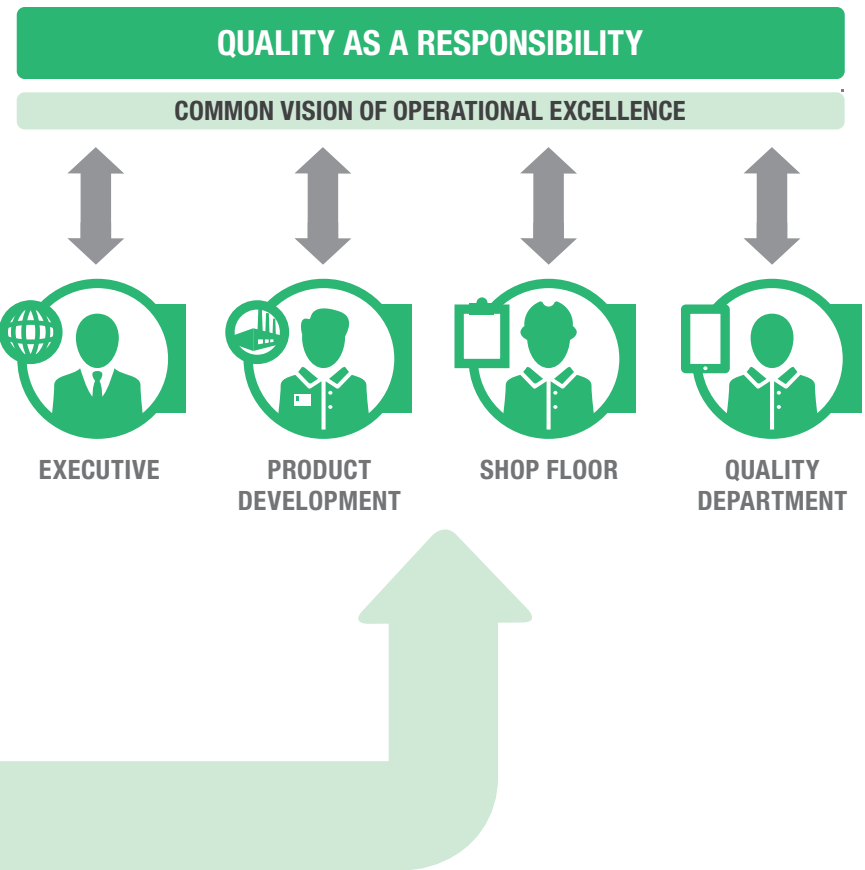 QUALITY AS A RESPONSIBILITY
COMMON VISION OF OPERATIONAL EXCELLENCE
EXECUTIVE
PRODUCT
DEVELOPMENT
SHOP FLOOR
QUALITY
DEPARTMENT